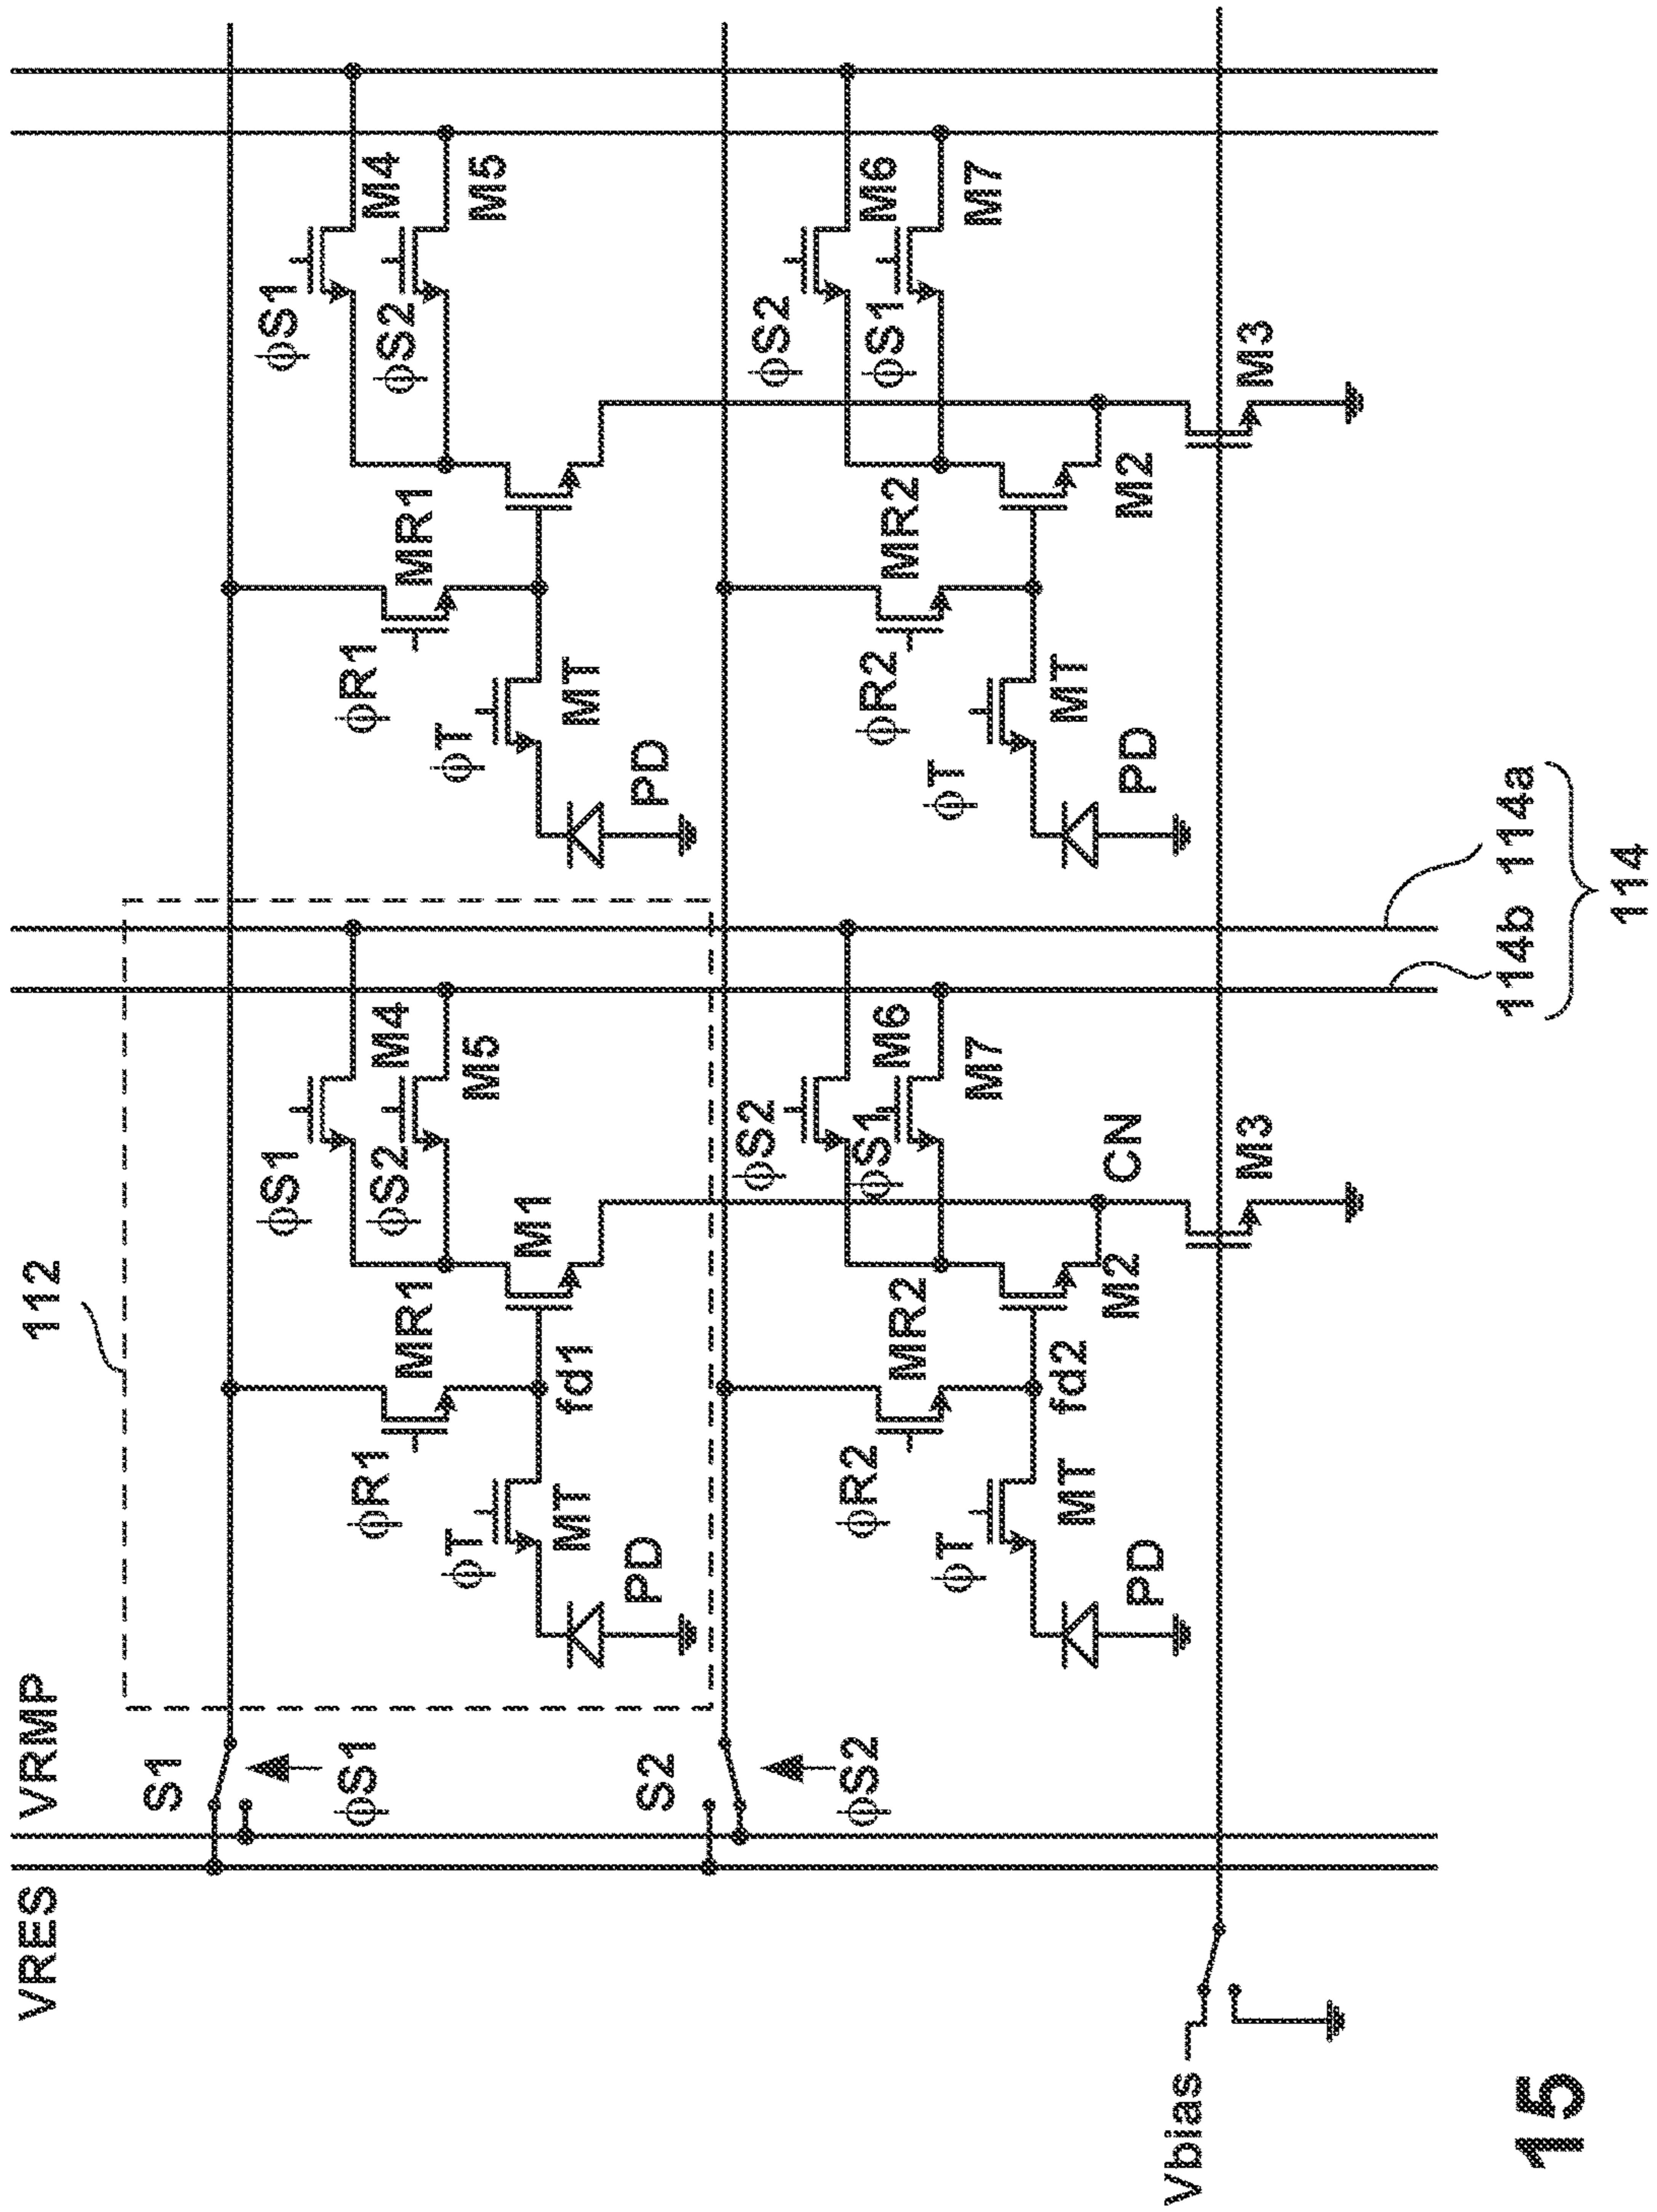 VRES
VRMP
112
S1
ϕS1
ϕR1
MR1
ϕS1
M4
ϕS2
M5
M1
fd1
ϕT
MT
PD
ϕR1
MR1
ϕS1
M4
ϕS2
M5
ϕT
MT
PD
S2
ϕS2
ϕR2
MR2
ϕS2
M6
ϕS1
M7
M2
fd2
ϕT
MT
PD
CN
M3
ϕR2
MR2
ϕS2
M6
ϕS1
M7
M2
ϕT
MT
PD
M3
Vbias
114b 114a
114
15